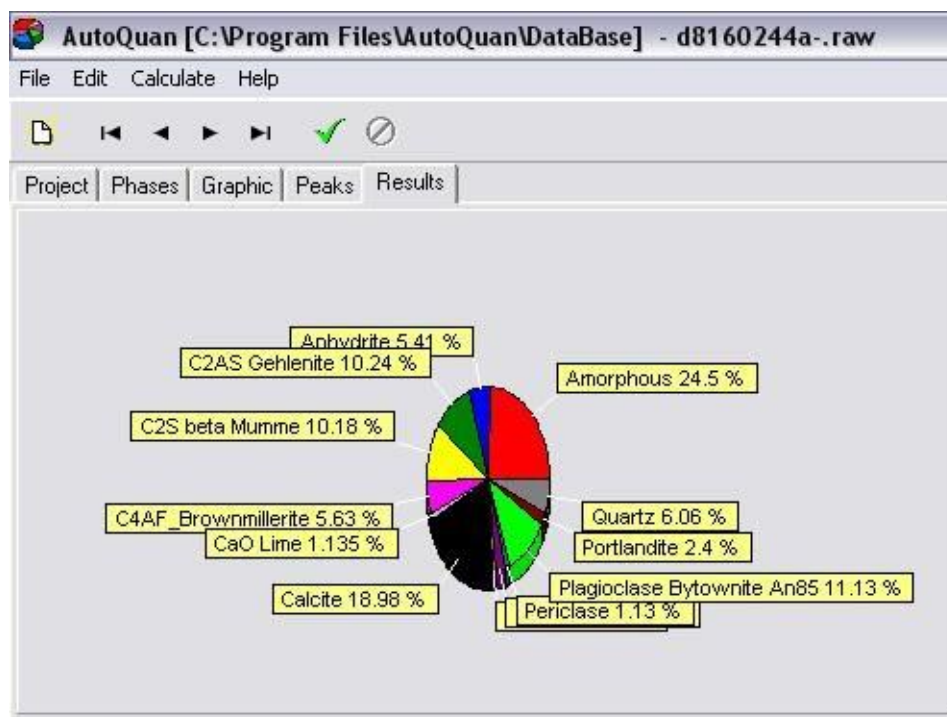 AutoQuan [C:\Program Files\AutoQuan\DataBase] - d8160244a-.raw
File Edit Calculate Help
Project Phases Graphic Peaks Results
Anhydrite 5.41 %
C2AS Gehlenite 10.24 %
Amorphous 24.5 %
C2S beta Mumme 10.18 %
C4AF_Brownmillerite 5.63 %
Quartz 6.06 %
CaO Lime 1.135 %
Portlandite 2.4 %
Plagioclase Bytownite An85 11.13 %
Calcite 18.98 %
Periclase 1.13 %